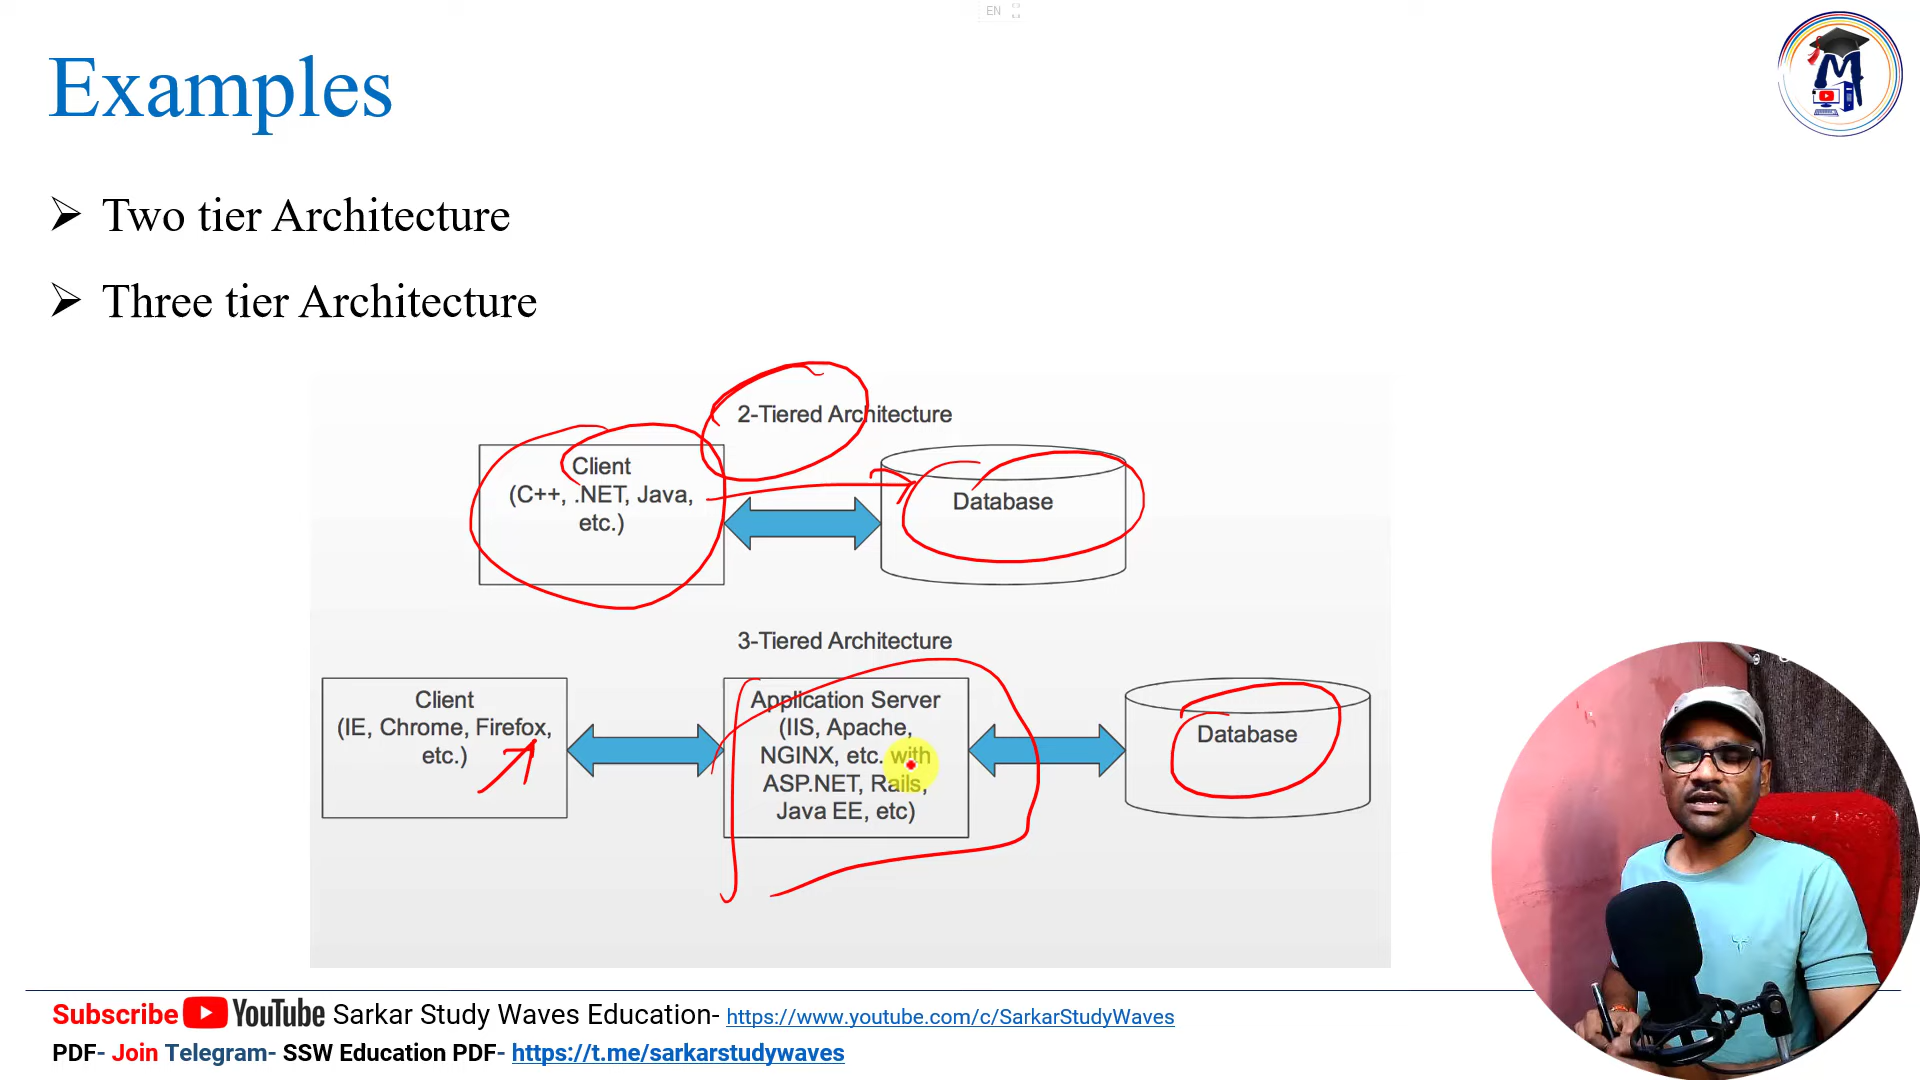 EN
Examples
Two tier Architecture
Three tier Architecture
2-Tiered Architecture
Client
(C++, .NET, Java,
etc.)
Database
3-Tiered Architecture
Client
(IE, Chrome, Firefox,
etc.)
Application Server
(IIS, Apache,
NGINX, etc. with
ASP.NET, Rails,
Java EE, etc)
Database
Subscribe YouTube Sarkar Study Waves Education- https://www.youtube.com/c/SarkarStudyWaves
PDF- Join Telegram- SSW Education PDF- https://t.me/sarkarstudywaves